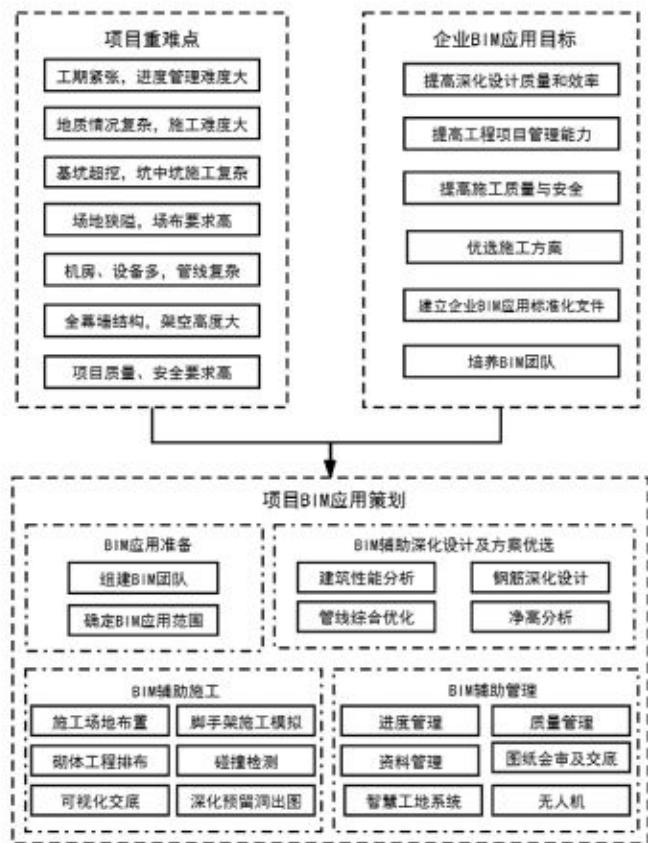 项目重难点
工期紧张，进度管理难度大
地质情况复杂，施工难度大
基坑超挖，坑中坑施工复杂
场地狭隘，场布要求高
机房、设备多，管线复杂
全幕墙结构，架空高度大
项目质量、安全要求高
企业BIM应用目标
提高深化设计质量和效率
提高工程项目管理能力
提高施工质量与安全
优选施工方案
建立企业BIM应用标准化文件
培养BIM团队
项目BIM应用策划
BIM应用准备
组建BIM团队
确定BIM应用范围
BIM辅助深化设计及方案优选
建筑性能分析
钢筋深化设计
管线综合优化
净高分析
BIM辅助施工
施工场地布置
脚手架施工模拟
砌体工程排布
碰撞检测
可视化交底
深化预留洞出图
BIM辅助管理
进度管理
质量管理
资料管理
图纸会审及交底
智慧工地系统
无人机